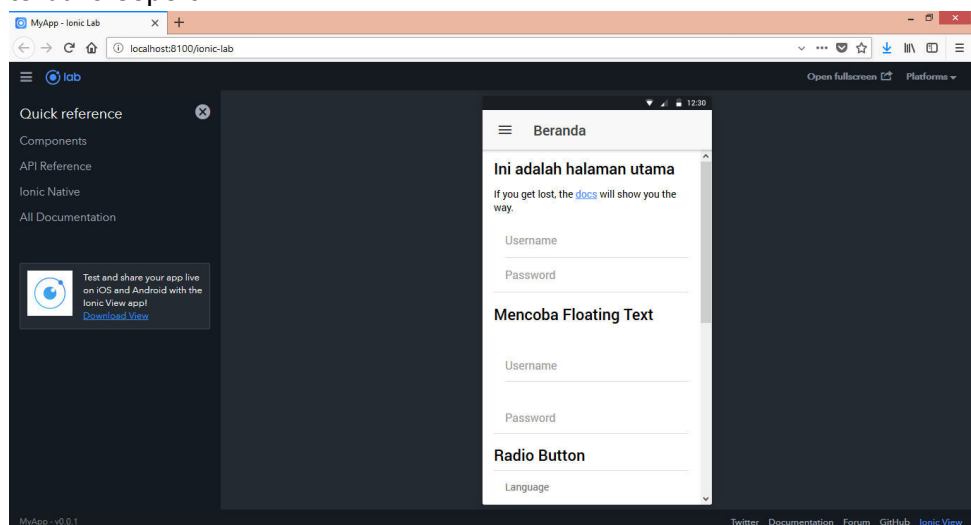 MyApp - Ionic Lab
localhost:8100/ionic-lab
lab
Open fullscreen
Platforms
Quick reference
Components
API Reference
Ionic Native
All Documentation
Test and share your app live
on iOS and Android with the
Ionic View app!
Download View
12:30
Beranda
Ini adalah halaman utama
If you get lost, the docs will show you the
way.
Username
Password
Mencoba Floating Text
Username
Password
Radio Button
Language
MyApp - v0.0.1
Twitter Documentation Forum GitHub Ionic View